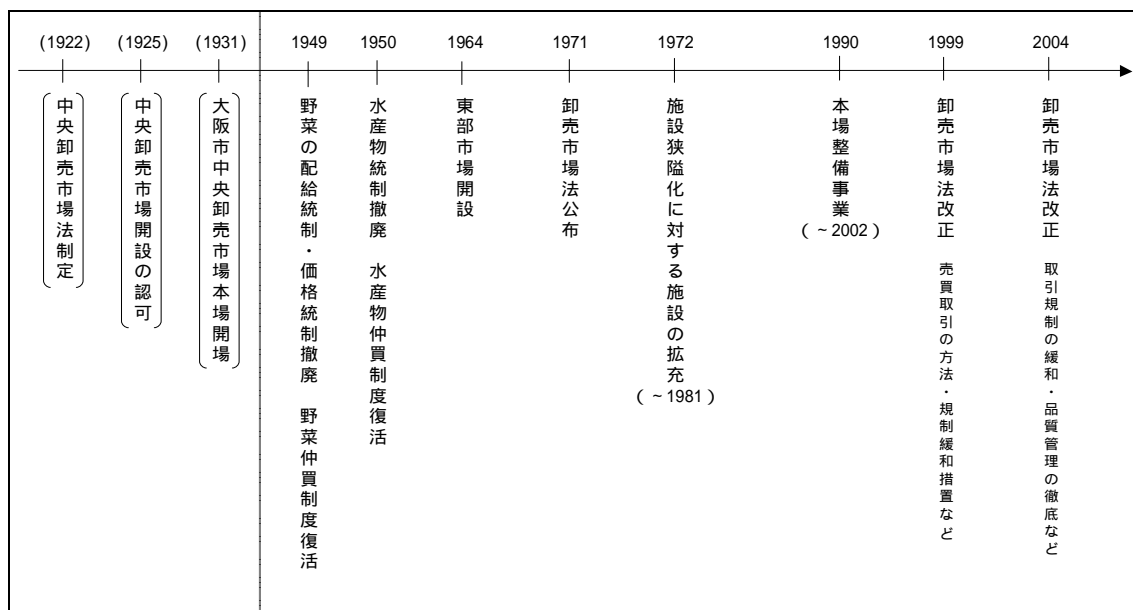 (1922)
(1925)
(1931)
1949
1950
1964
1971
1972
1990
1999
2004
中央卸売市場法制定
中央卸売市場開設の認可
大阪市中央卸売市場本場開場
野菜の配給統制・価格統制撤廃 野菜仲買制度復活
水産物統制撤廃 水産物仲買制度復活
東部市場開設
卸売市場法公布
施設狭隘化に対する施設の拡充
(~1981)
本場整備事業
(~2002)
卸売市場法改正 売買取引の方法・規制緩和措置など
卸売市場法改正 取引規制の緩和・品質管理の徹底など